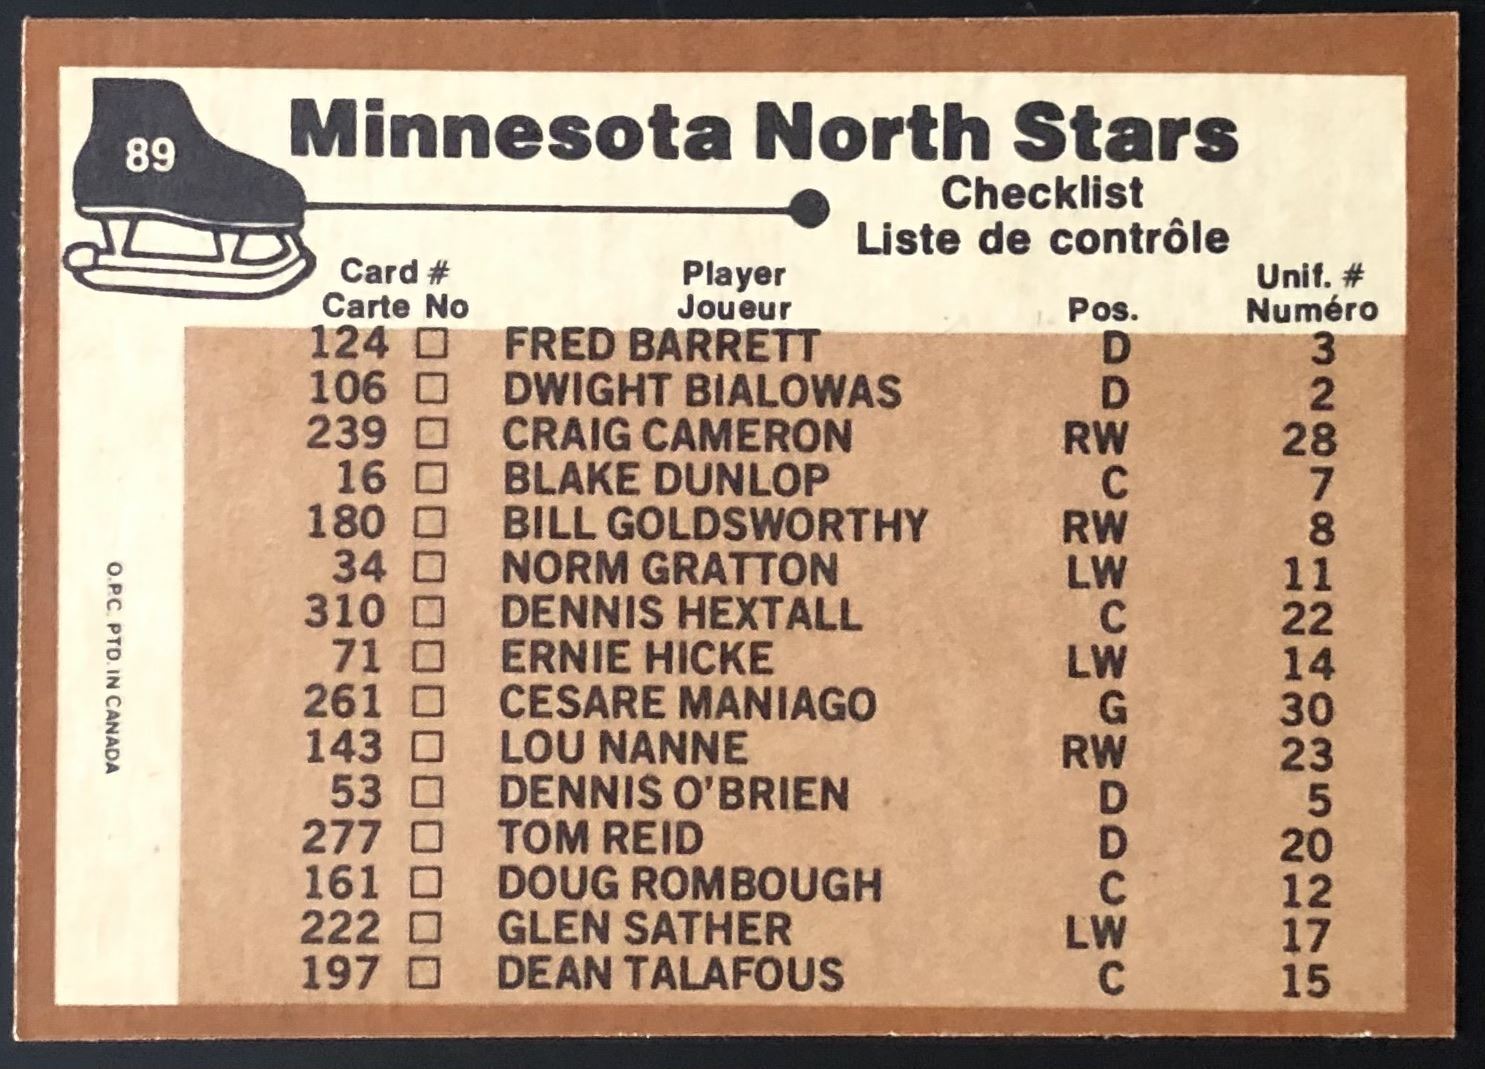 89
Minnesota North Stars
Checklist
Liste de contrôle
Card # Player Unif. #
Carte No Joueur Pos. Numéro
124 □ FRED BARRETT D 3
106 □ DWIGHT BIALOWAS D 2
239 □ CRAIG CAMERON RW 28
16 □ BLAKE DUNLOP C 7
180 □ BILL GOLDSWORTHY RW 8
34 □ NORM GRATTON LW 11
310 □ DENNIS HEXTALL C 22
71 □ ERNIE HICKE LW 14
261 □ CESARE MANIAGO G 30
143 □ LOU NANNE RW 23
53 □ DENNIS O'BRIEN D 5
277 □ TOM REID D 20
161 □ DOUG ROMBOUGH C 12
222 □ GLEN SATHER LW 17
197 □ DEAN TALAFOUS C 15
O.P.C. PTD. IN CANADA